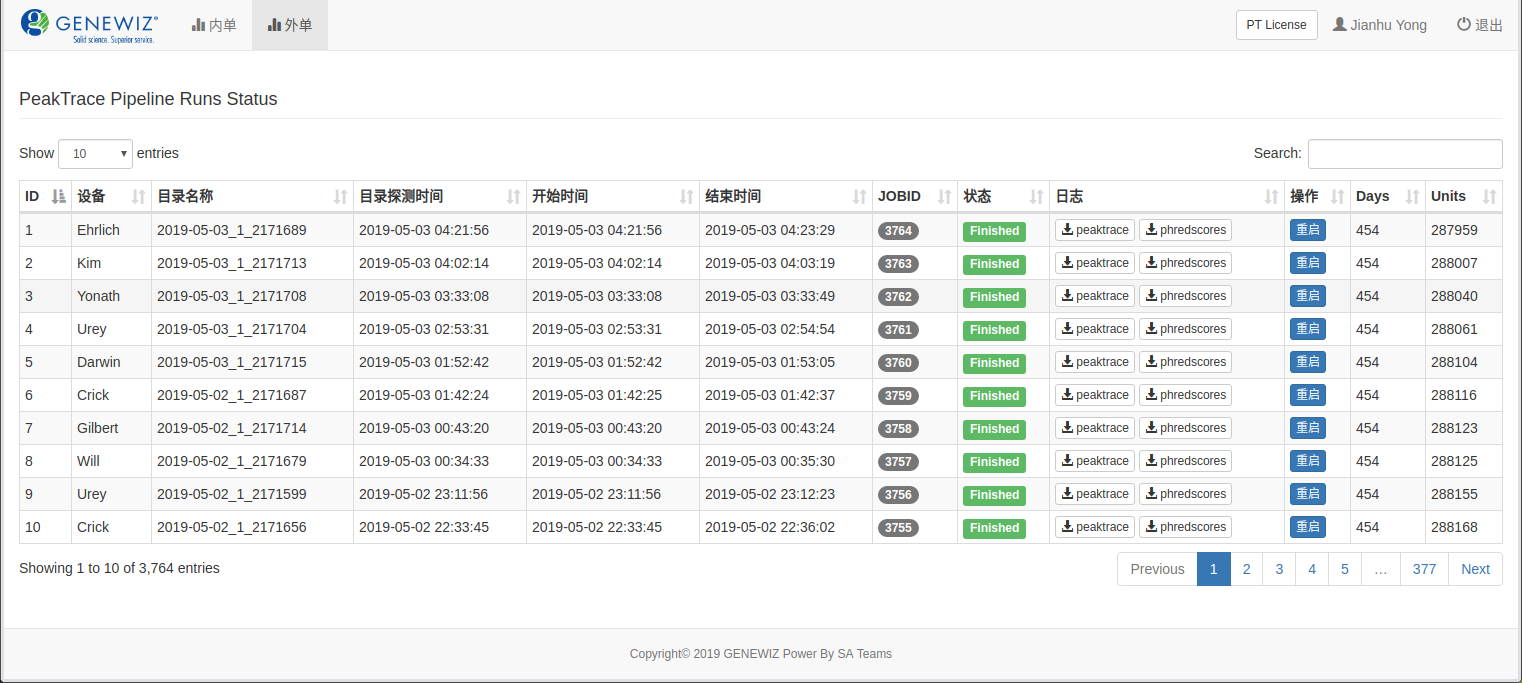 GENEWIZ® 内单 外单 PT License Jianhu Yong 退出
Solid science. Superior service.
PeakTrace Pipeline Runs Status
Show 10 entries Search:
ID 设备 目录名称 目录探测时间 开始时间 结束时间 JOBID 状态 日志 操作 Days Units
1 Ehrlich 2019-05-03_1_2171689 2019-05-03 04:21:56 2019-05-03 04:21:56 2019-05-03 04:23:29 3764 Finished peaktrace phredscores 重启 454 287959
2 Kim 2019-05-03_1_2171713 2019-05-03 04:02:14 2019-05-03 04:02:14 2019-05-03 04:03:19 3763 Finished peaktrace phredscores 重启 454 288007
3 Yonath 2019-05-03_1_2171708 2019-05-03 03:33:08 2019-05-03 03:33:08 2019-05-03 03:33:49 3762 Finished peaktrace phredscores 重启 454 288040
4 Urey 2019-05-03_1_2171704 2019-05-03 02:53:31 2019-05-03 02:53:31 2019-05-03 02:54:54 3761 Finished peaktrace phredscores 重启 454 288061
5 Darwin 2019-05-03_1_2171715 2019-05-03 01:52:42 2019-05-03 01:52:42 2019-05-03 01:53:05 3760 Finished peaktrace phredscores 重启 454 288104
6 Crick 2019-05-02_1_2171687 2019-05-03 01:42:24 2019-05-03 01:42:25 2019-05-03 01:42:37 3759 Finished peaktrace phredscores 重启 454 288116
7 Gilbert 2019-05-02_1_2171714 2019-05-03 00:43:20 2019-05-03 00:43:20 2019-05-03 00:43:24 3758 Finished peaktrace phredscores 重启 454 288123
8 Will 2019-05-02_1_2171679 2019-05-03 00:34:33 2019-05-03 00:34:33 2019-05-03 00:35:30 3757 Finished peaktrace phredscores 重启 454 288125
9 Urey 2019-05-02_1_2171599 2019-05-02 23:11:56 2019-05-02 23:11:56 2019-05-02 23:12:23 3756 Finished peaktrace phredscores 重启 454 288155
10 Crick 2019-05-02_1_2171656 2019-05-02 22:33:45 2019-05-02 22:33:45 2019-05-02 22:36:02 3755 Finished peaktrace phredscores 重启 454 288168
Showing 1 to 10 of 3,764 entries Previous 1 2 3 4 5 … 377 Next
Copyright© 2019 GENEWIZ Power By SA Teams